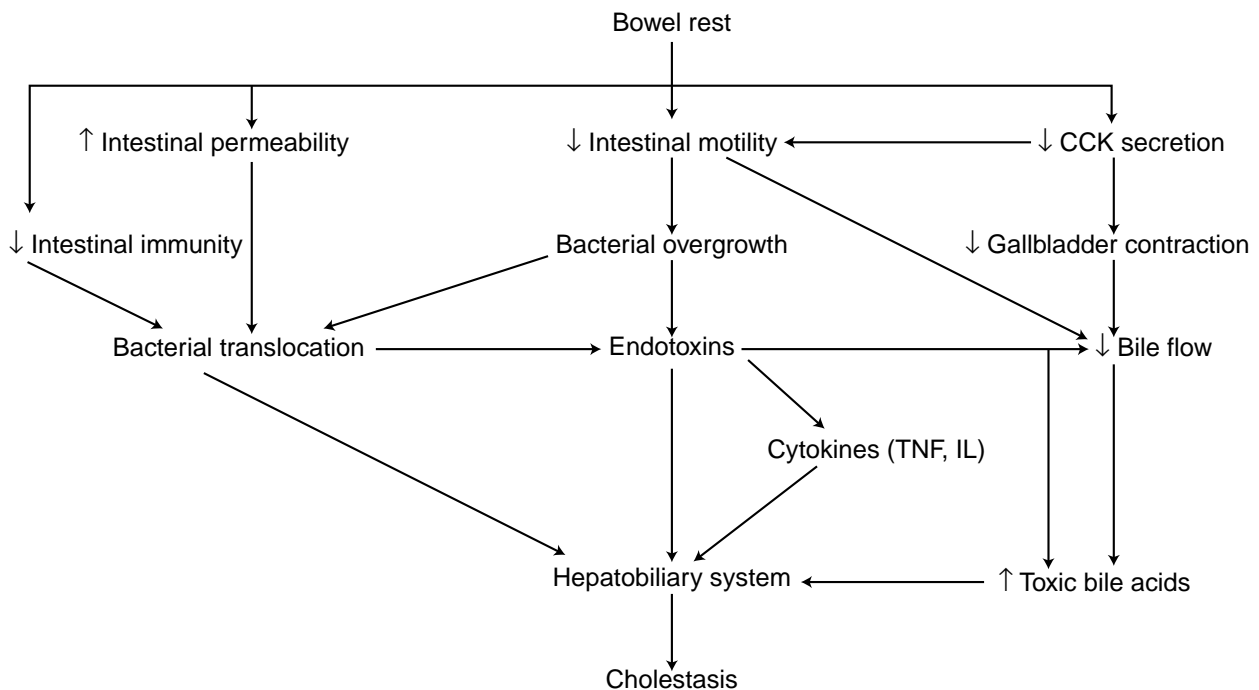 Bowel rest
↑ Intestinal permeability
↓ Intestinal motility
↓ CCK secretion
↓ Intestinal immunity
Bacterial overgrowth
↓ Gallbladder contraction
Bacterial translocation
Endotoxins
↓ Bile flow
Cytokines (TNF, IL)
Hepatobiliary system
↑ Toxic bile acids
Cholestasis